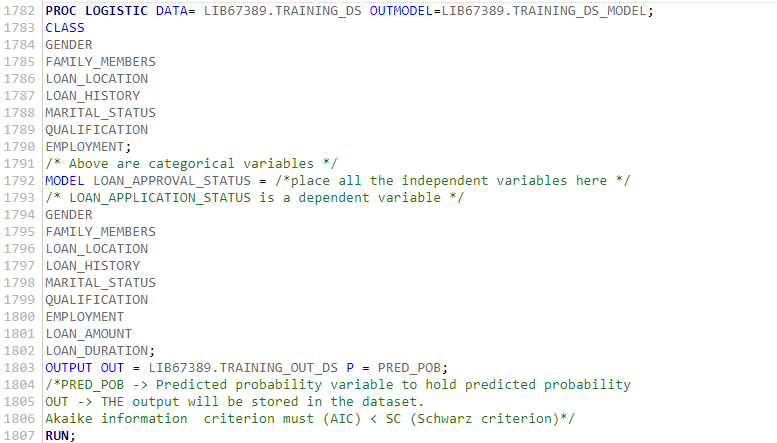 1782 PROC LOGISTIC DATA= LIB67389.TRAINING_DS OUTMODEL=LIB67389.TRAINING_DS_MODEL;
1783 CLASS
1784 GENDER
1785 FAMILY_MEMBERS
1786 LOAN_LOCATION
1787 LOAN_HISTORY
1788 MARITAL_STATUS
1789 QUALIFICATION
1790 EMPLOYMENT;
1791 /* Above are categorical variables */
1792 MODEL LOAN_APPROVAL_STATUS = /*place all the independent variables here */
1793 /* LOAN_APPLICATION_STATUS is a dependent variable */
1794 GENDER
1795 FAMILY_MEMBERS
1796 LOAN_LOCATION
1797 LOAN_HISTORY
1798 MARITAL_STATUS
1799 QUALIFICATION
1800 EMPLOYMENT
1801 LOAN_AMOUNT
1802 LOAN_DURATION;
1803 OUTPUT OUT = LIB67389.TRAINING_OUT_DS P = PRED_POB;
1804 /*PRED_POB -> Predicted probability variable to hold predicted probability
1805 OUT -> THE output will be stored in the dataset.
1806 Akaike information  criterion must (AIC) < SC (Schwarz criterion)*/
1807 RUN;